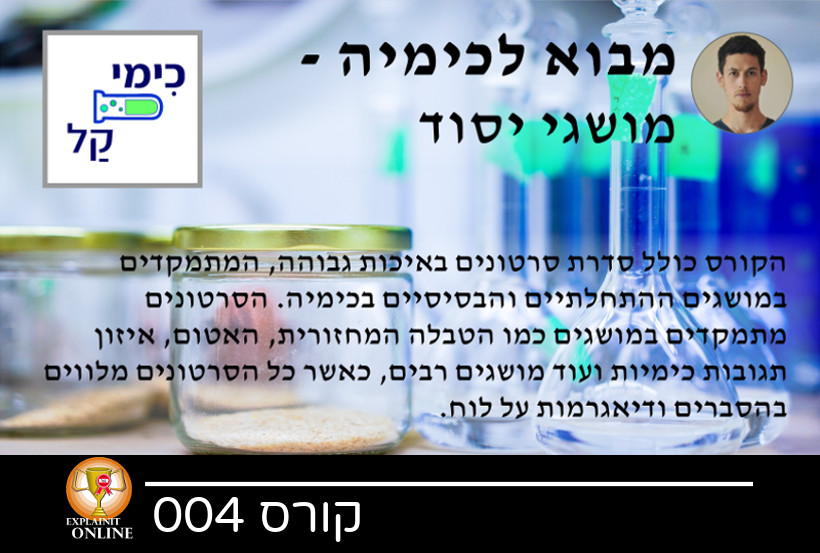 מבוא לכימיה -
מושגי יסוד
כִימי
קַל
הקורס כולל סדרת סרטונים באיכות גבוהה, המתמקדים
במושגים ההתחלתיים והבסיסיים בכימיה. הסרטונים
מתמקדים במושגים כמו הטבלה המחזורית, האטום, איזון
תגובות כימיות ועוד מושגים רבים, כאשר כל הסרטונים מלווים
בהסברים ודיאגרמות על לוח.
EXPLAINIT
ONLINE
קורס 004